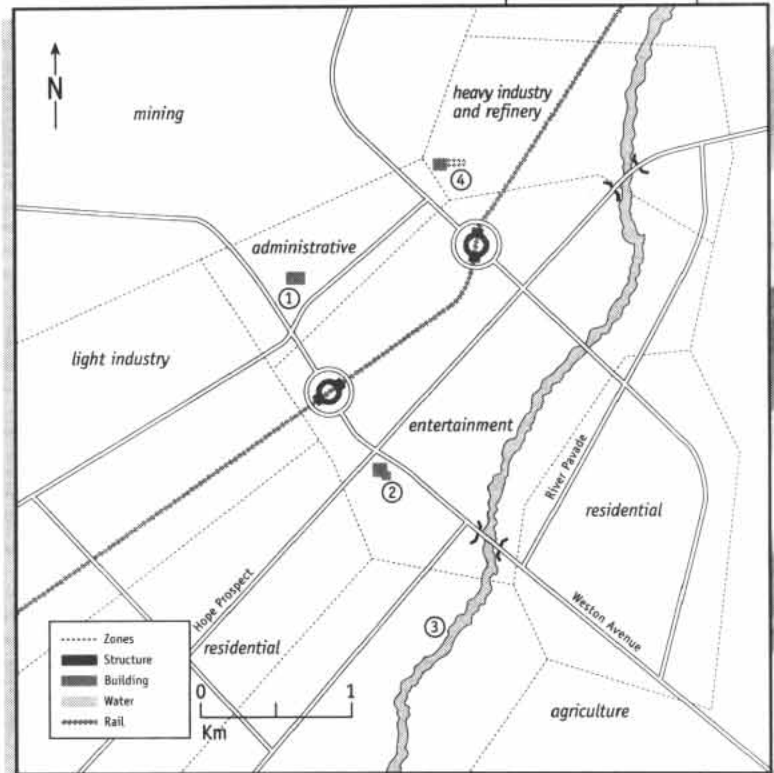 N
mining
heavy industry
and refinery
4
administrative
1
light industry
entertainment
2
River Pavade
residential
Hope Prospect
3
Weston Avenue
residential
agriculture
Zones
Structure
Building
Water
Rail
0
1
Km